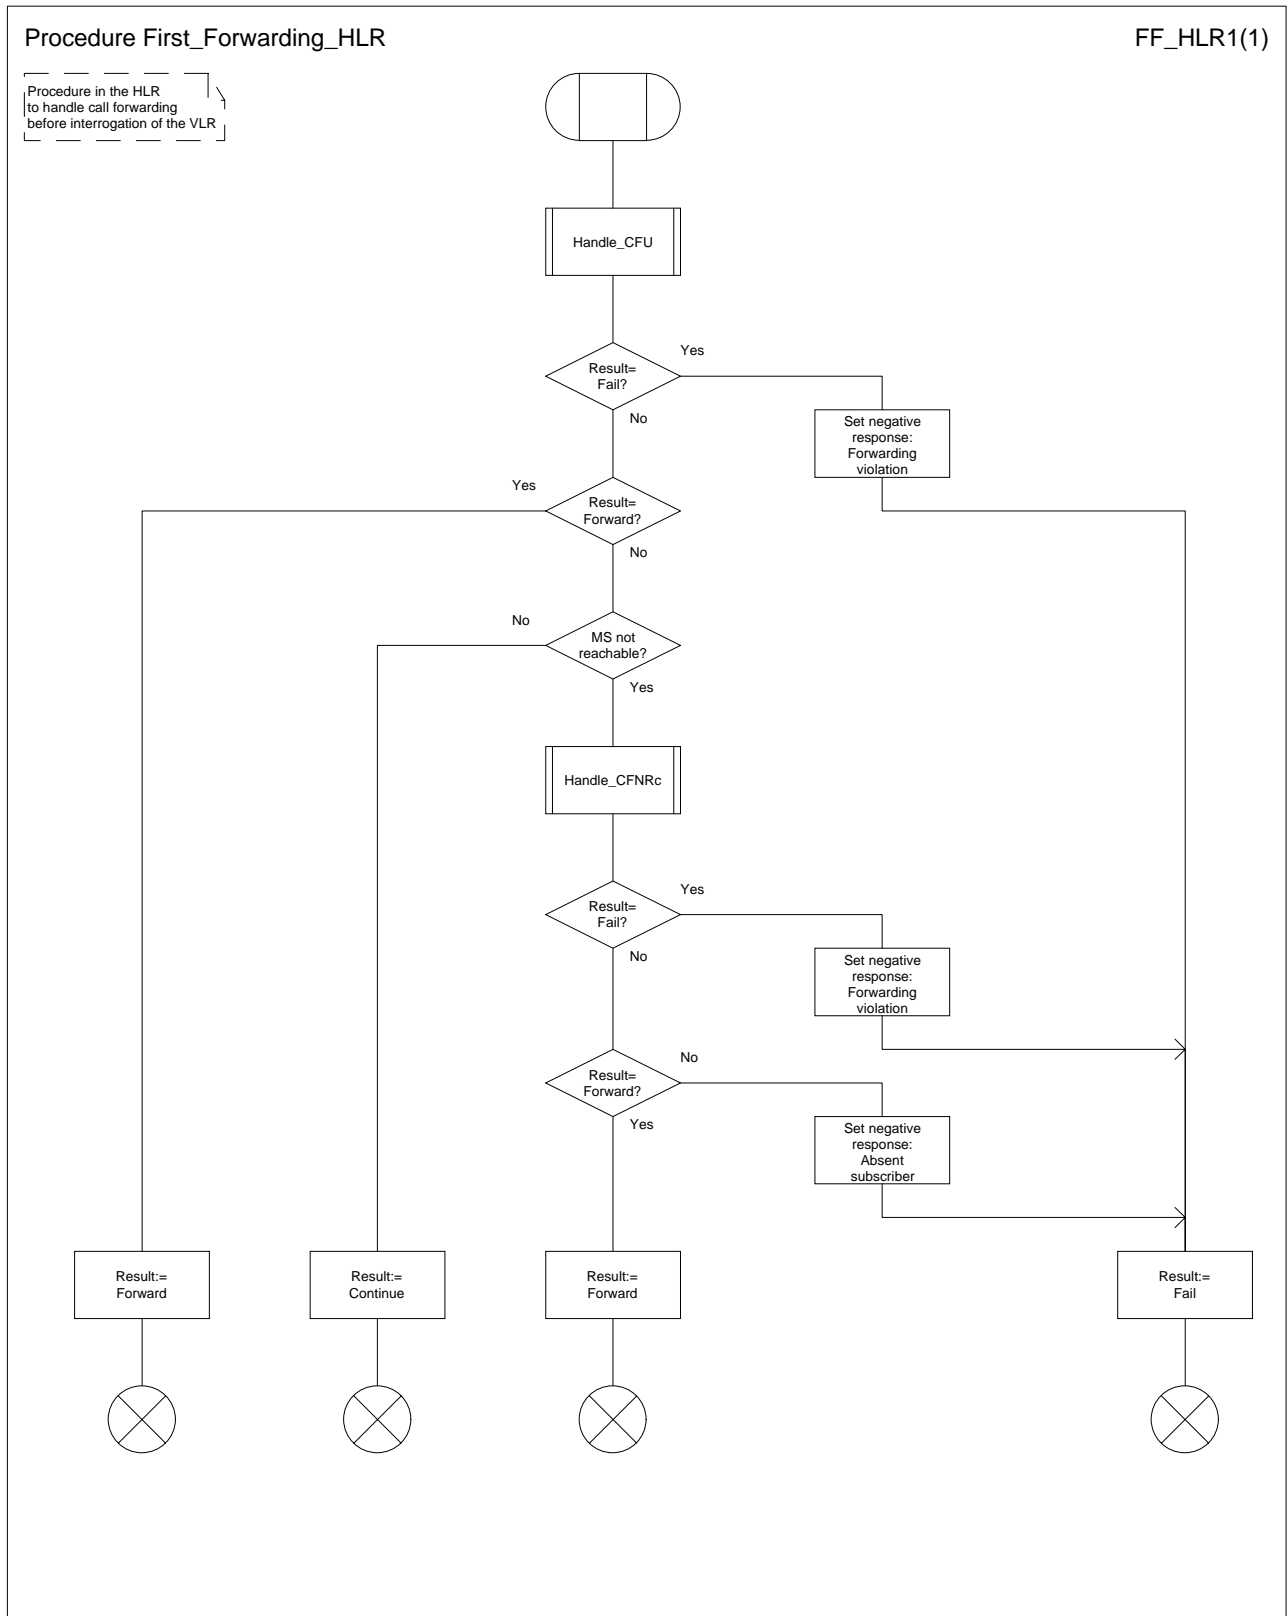 Procedure First_Forwarding_HLR
FF_HLR1(1)
Procedure in the HLR
to handle call forwarding
before interrogation of the VLR
Handle_CFU
Result=
Fail?
Yes
No
Set negative
response:
Forwarding
violation
Yes
Result=
Forward?
No
No
MS not
reachable?
Yes
Handle_CFNRc
Result=
Fail?
Yes
No
Set negative
response:
Forwarding
violation
Result=
Forward?
No
Yes
Set negative
response:
Absent
subscriber
Result:=
Forward
Result:=
Continue
Result:=
Forward
Result:=
Fail